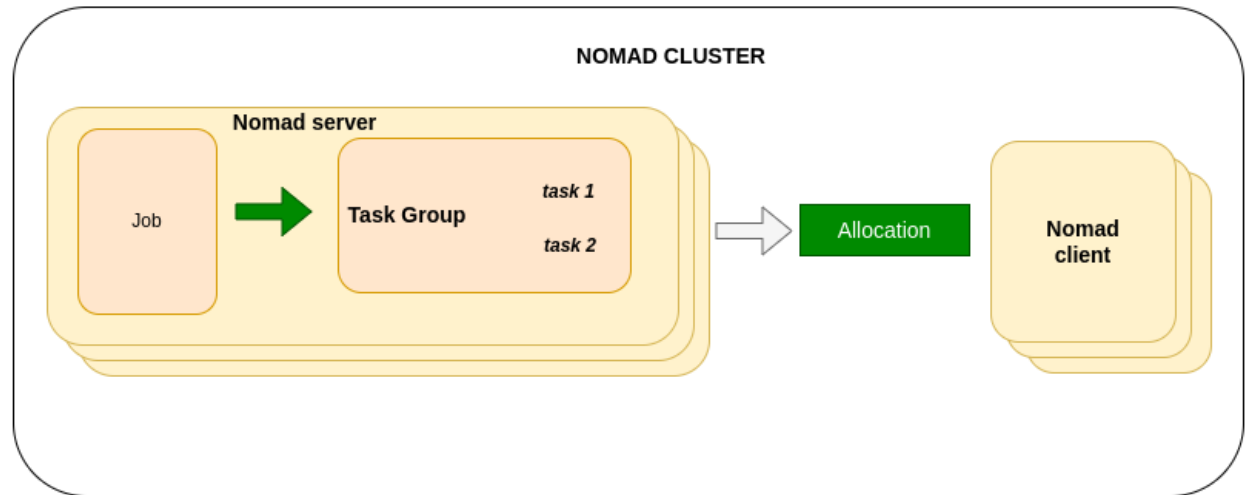 NOMAD CLUSTER
Nomad server
Job
Task Group
task 1
task 2
Allocation
Nomad
client